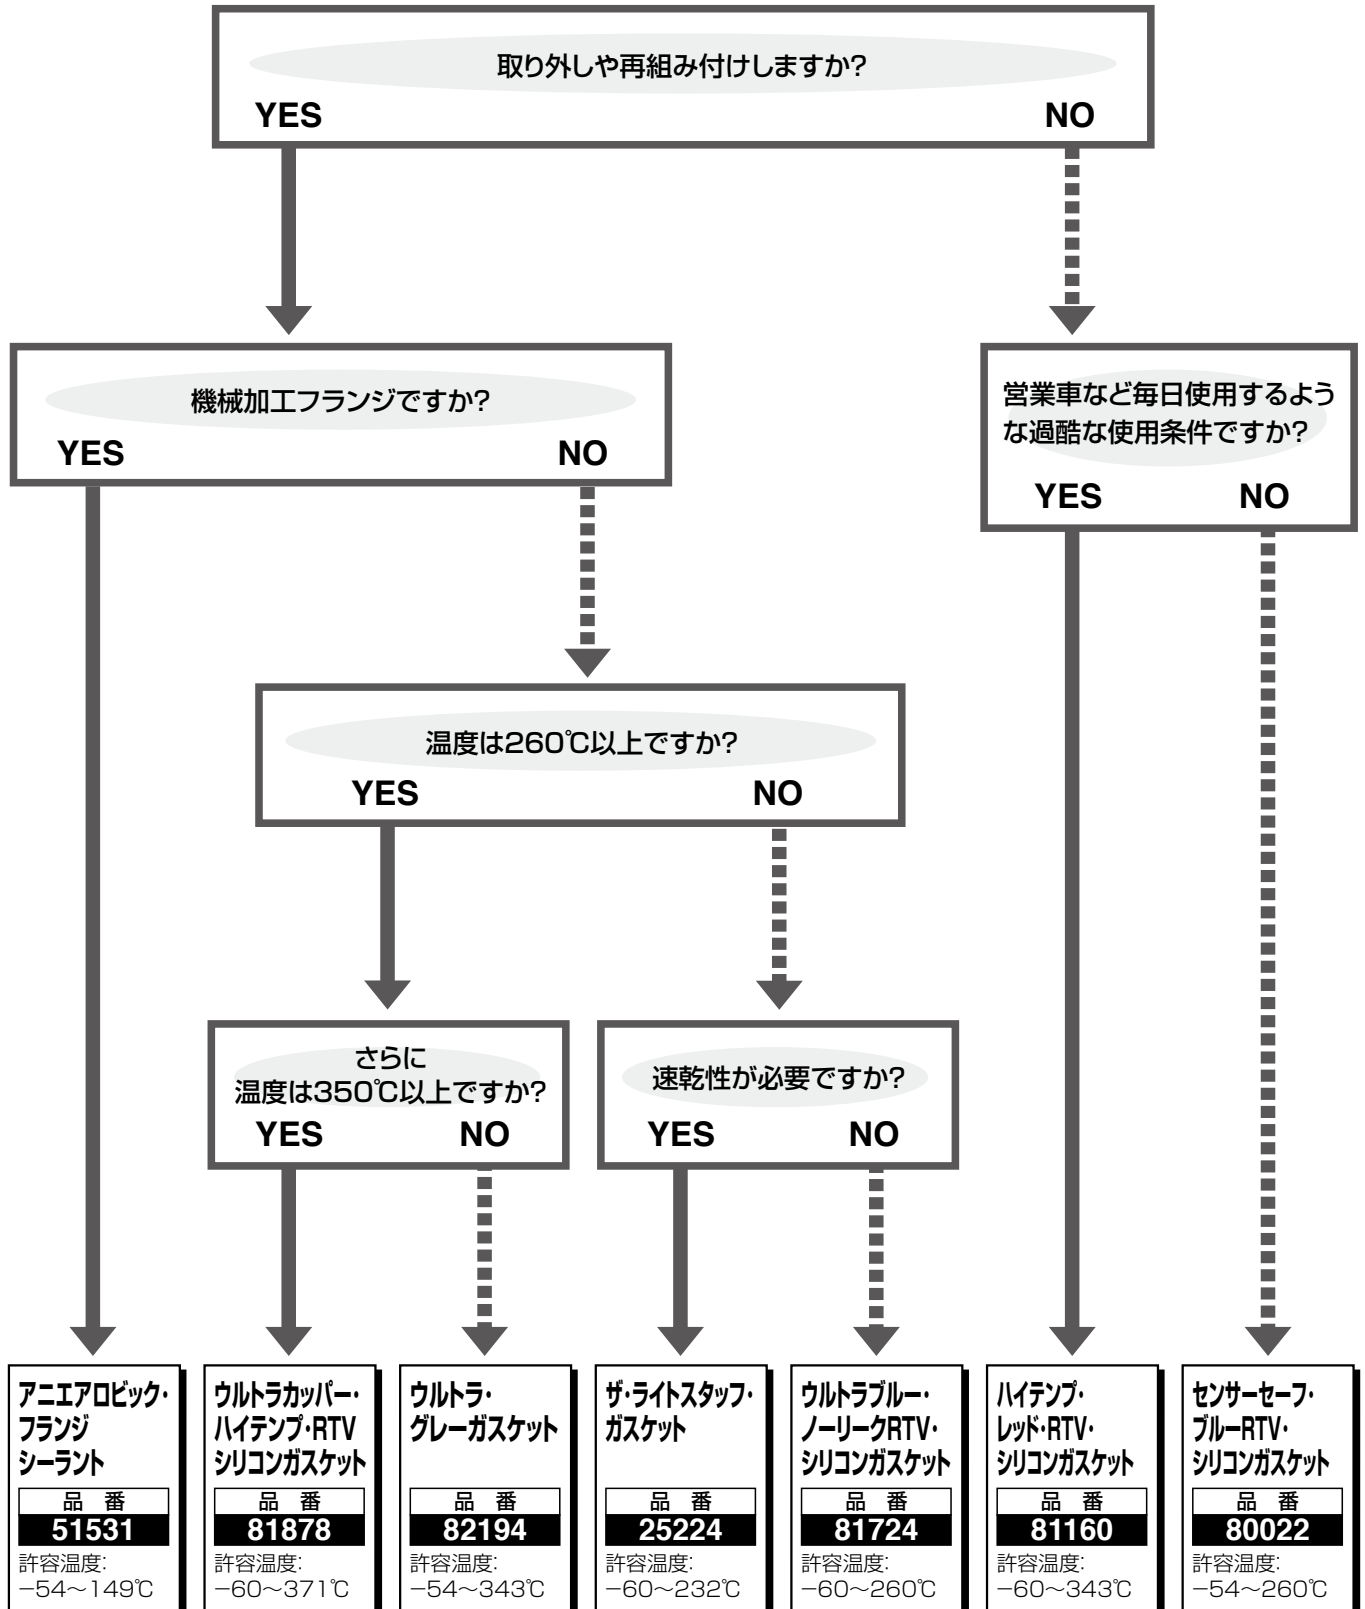 取り外しや再組み付けしますか?
YES NO
機械加工フランジですか?
YES NO
営業車など毎日使用するよう
な過酷な使用条件ですか?
YES NO
温度は260℃以上ですか?
YES NO
さらに
温度は350℃以上ですか?
YES NO
速乾性が必要ですか?
YES NO
アニエアロビック・
フランジ
シーラント
品 番
51531
許容温度:
−54〜149℃
ウルトラカッパー・
ハイテンプ・RTV
シリコンガスケット
品 番
81878
許容温度:
−60〜371℃
ウルトラ・
グレーガスケット
品 番
82194
許容温度:
−54〜343℃
ザ・ライトスタッフ・
ガスケット
品 番
25224
許容温度:
−60〜232℃
ウルトラブルー・
ノーリークRTV・
シリコンガスケット
品 番
81724
許容温度:
−60〜260℃
ハイテンプ・
レッド・RTV・
シリコンガスケット
品 番
81160
許容温度:
−60〜343℃
センサーセーフ・
ブルーRTV・
シリコンガスケット
品 番
80022
許容温度:
−54〜260℃